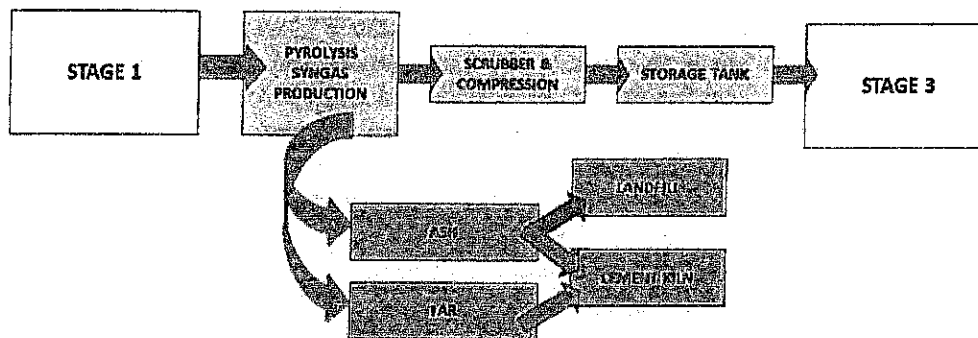 STAGE 1
PYROLYSIS
SYNGAS
PRODUCTION
SCRUBBER &
COMPRESSION
STORAGE TANK
STAGE 3
LANDFILL
ASH
CEMENT KILN
TAR